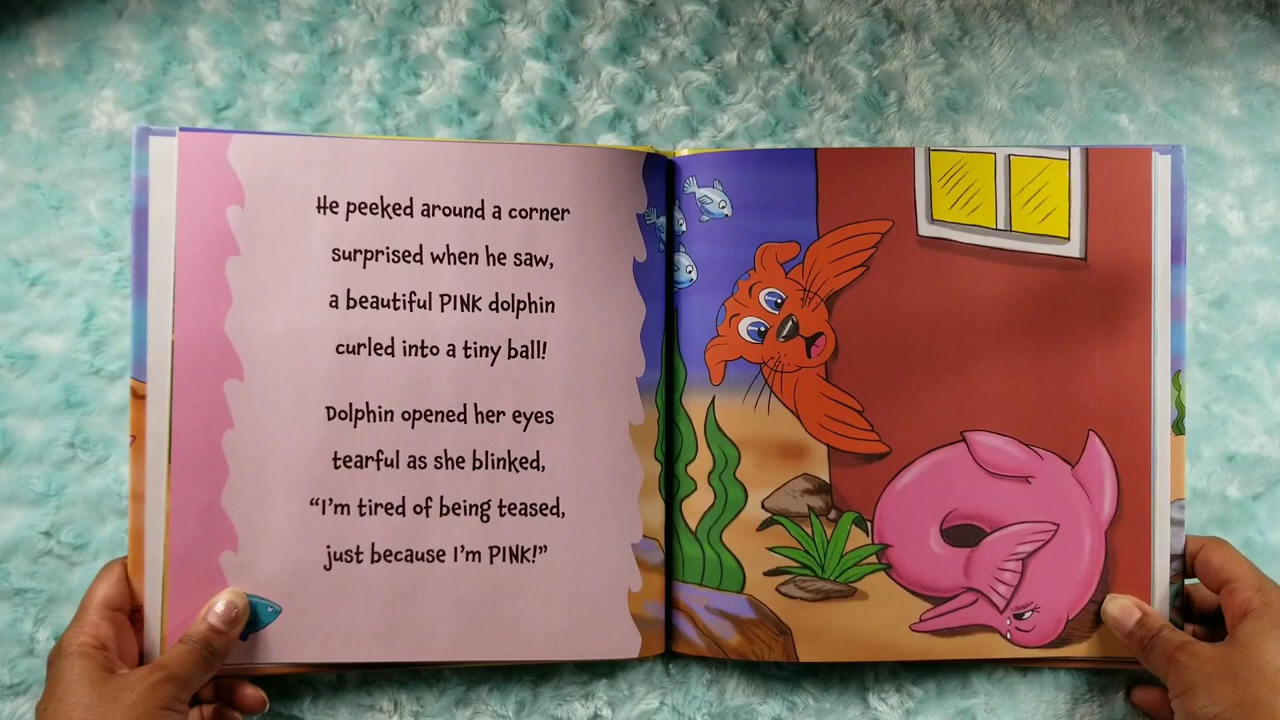 He peeked around a corner
surprised when he saw,
a beautiful PINK dolphin
curled into a tiny ball!
Dolphin opened her eyes
tearful as she blinked,
“I'm tired of being teased,
just because I'm PINK!”